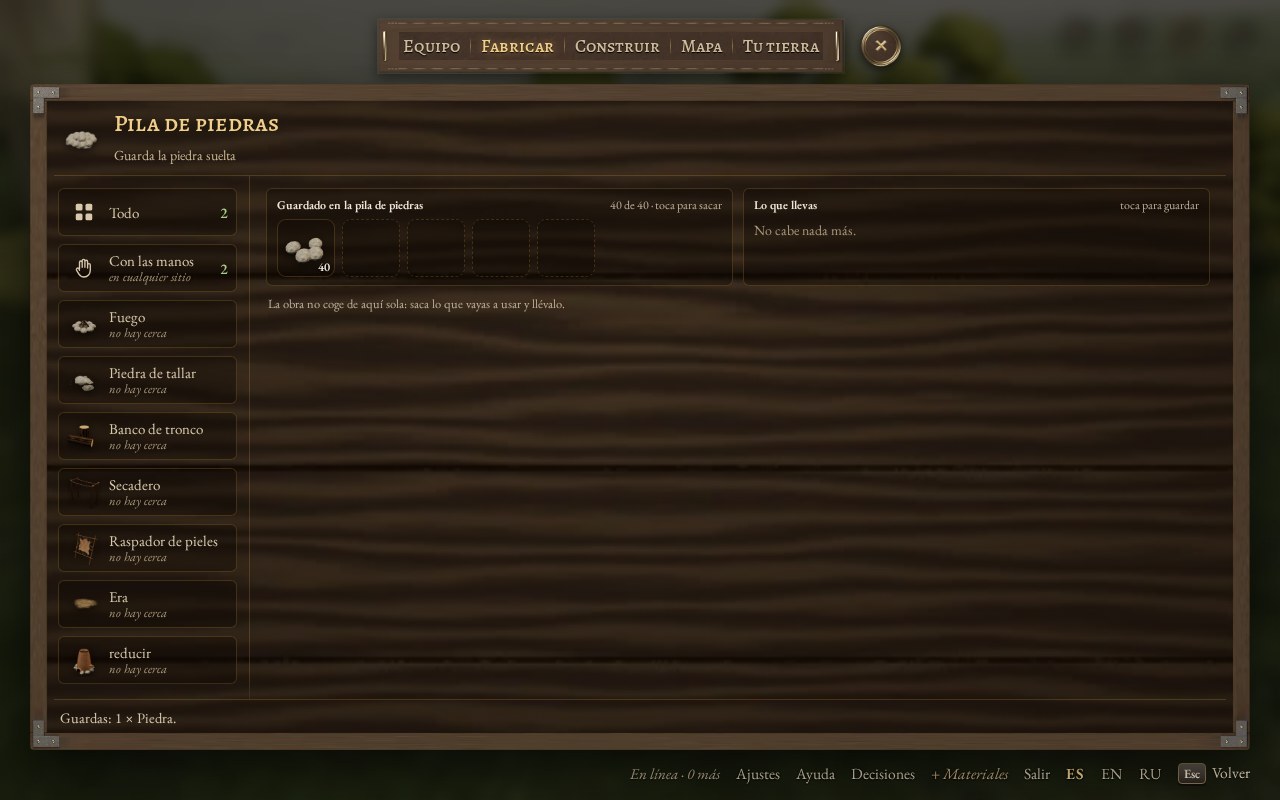 Equipo
Fabricar
Construir
Mapa
Tu tierra
Pila de piedras
Guarda la piedra suelta
Todo 2
Con las manos 2
en cualquier sitio
Fuego
no hay cerca
Piedra de tallar
no hay cerca
Banco de tronco
no hay cerca
Secadero
no hay cerca
Raspador de pieles
no hay cerca
Era
no hay cerca
reducir
no hay cerca
Guardado en la pila de piedras
40 de 40 · toca para sacar
40
Lo que llevas
toca para guardar
No cabe nada más.
La obra no coge de aquí sola: saca lo que vayas a usar y llévalo.
Guardas: 1 × Piedra.
En línea · 0 más
Ajustes
Ayuda
Decisiones
+ Materiales
Salir
ES
EN
RU
Esc
Volver